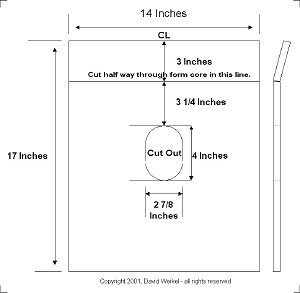 14 Inches
CL
3 Inches
Cut half way through form core in this line.
3 1/4 Inches
17 Inches
Cut Out
4 Inches
2 7/8
Inches
Copyright 2001, David Weikel - all rights reserved